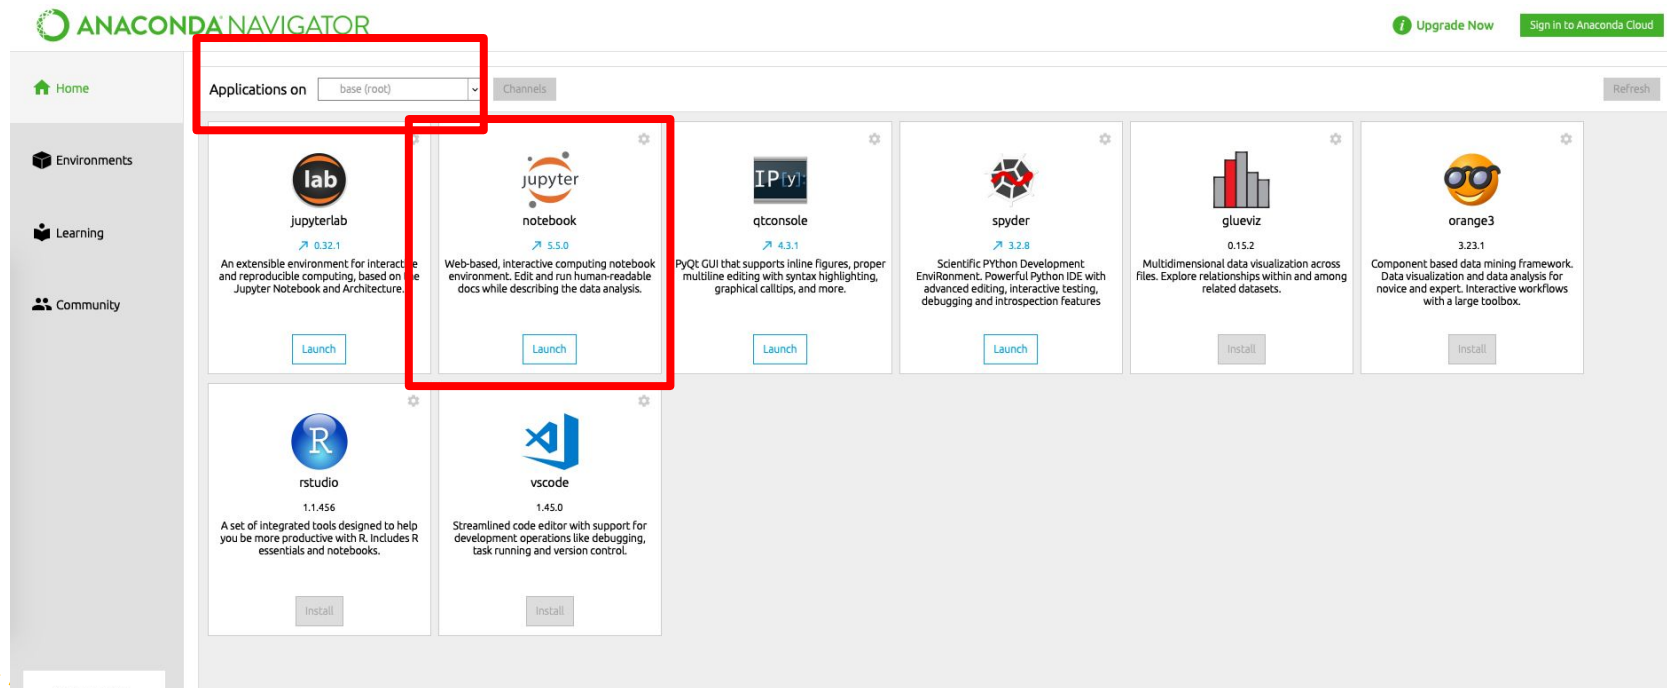 ANACONDA NAVIGATOR
Upgrade Now
Sign in to Anaconda Cloud
Home
Applications on
base (root)
Channels
Refresh
Environments
Learning
Community
lab
jupyterlab
0.32.1
An extensible environment for interactive
and reproducible computing, based on the
Jupyter Notebook and Architecture.
Launch
jupyter
notebook
5.5.0
Web-based, interactive computing notebook
environment. Edit and run human-readable
docs while describing the data analysis.
Launch
IP[y]:
qtconsole
4.3.1
PyQt GUI that supports inline figures, proper
multiline editing with syntax highlighting,
graphical calltips, and more.
Launch
spyder
3.2.8
Scientific PYthon Development
EnviRonment. Powerful Python IDE with
advanced editing, interactive testing,
debugging and introspection features
Launch
glueviz
0.15.2
Multidimensional data visualization across
files. Explore relationships within and among
related datasets.
Install
orange3
3.23.1
Component based data mining framework.
Data visualization and data analysis for
novice and expert. Interactive workflows
with a large toolbox.
Install
R
rstudio
1.1.456
A set of integrated tools designed to help
you be more productive with R. Includes R
essentials and notebooks.
Install
vscode
1.45.0
Streamlined code editor with support for
development operations like debugging,
task running and version control.
Install